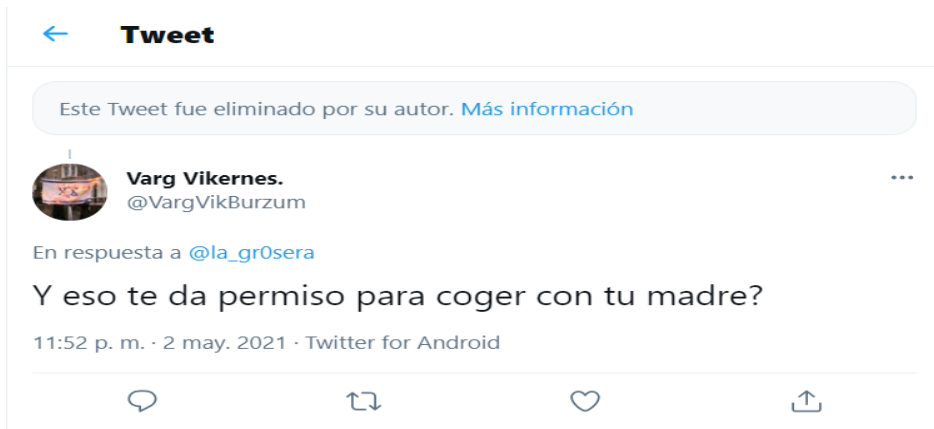 Tweet
Este Tweet fue eliminado por su autor. Más información
Varg Vikernes.
@VargVikBurzum
En respuesta a @la_gr0sera
Y eso te da permiso para coger con tu madre?
11:52 p. m. · 2 may. 2021 · Twitter for Android